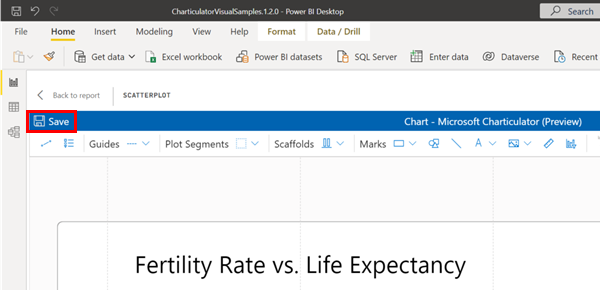 CharticulatorVisualSamples.1.2.0 - Power BI Desktop Search
File Home Insert Modeling View Help Format Data / Drill
Get data Excel workbook Power BI datasets SQL Server Enter data Dataverse Recent
Back to report SCATTERPLOT
Save Chart - Microsoft Charticulator (Preview)
Guides Plot Segments Scaffolds Marks A
Fertility Rate vs. Life Expectancy